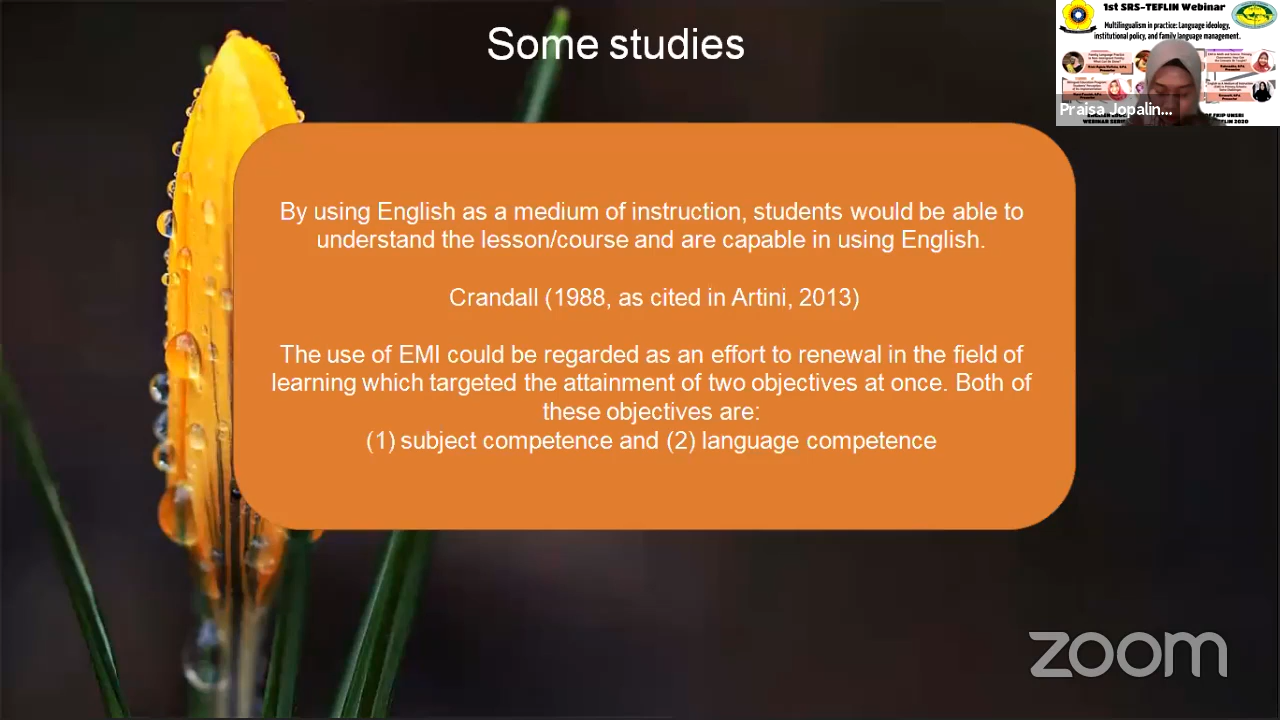 Some studies
1st SRS-TEFLIN Webinar
Multilingualism in practice: Language ideology,
institutional policy, and family language management.
Praisa Jopalin...
By using English as a medium of instruction, students would be able to
understand the lesson/course and are capable in using English.
Crandall (1988, as cited in Artini, 2013)
The use of EMI could be regarded as an effort to renewal in the field of
learning which targeted the attainment of two objectives at once. Both of
these objectives are:
(1) subject competence and (2) language competence
zoom